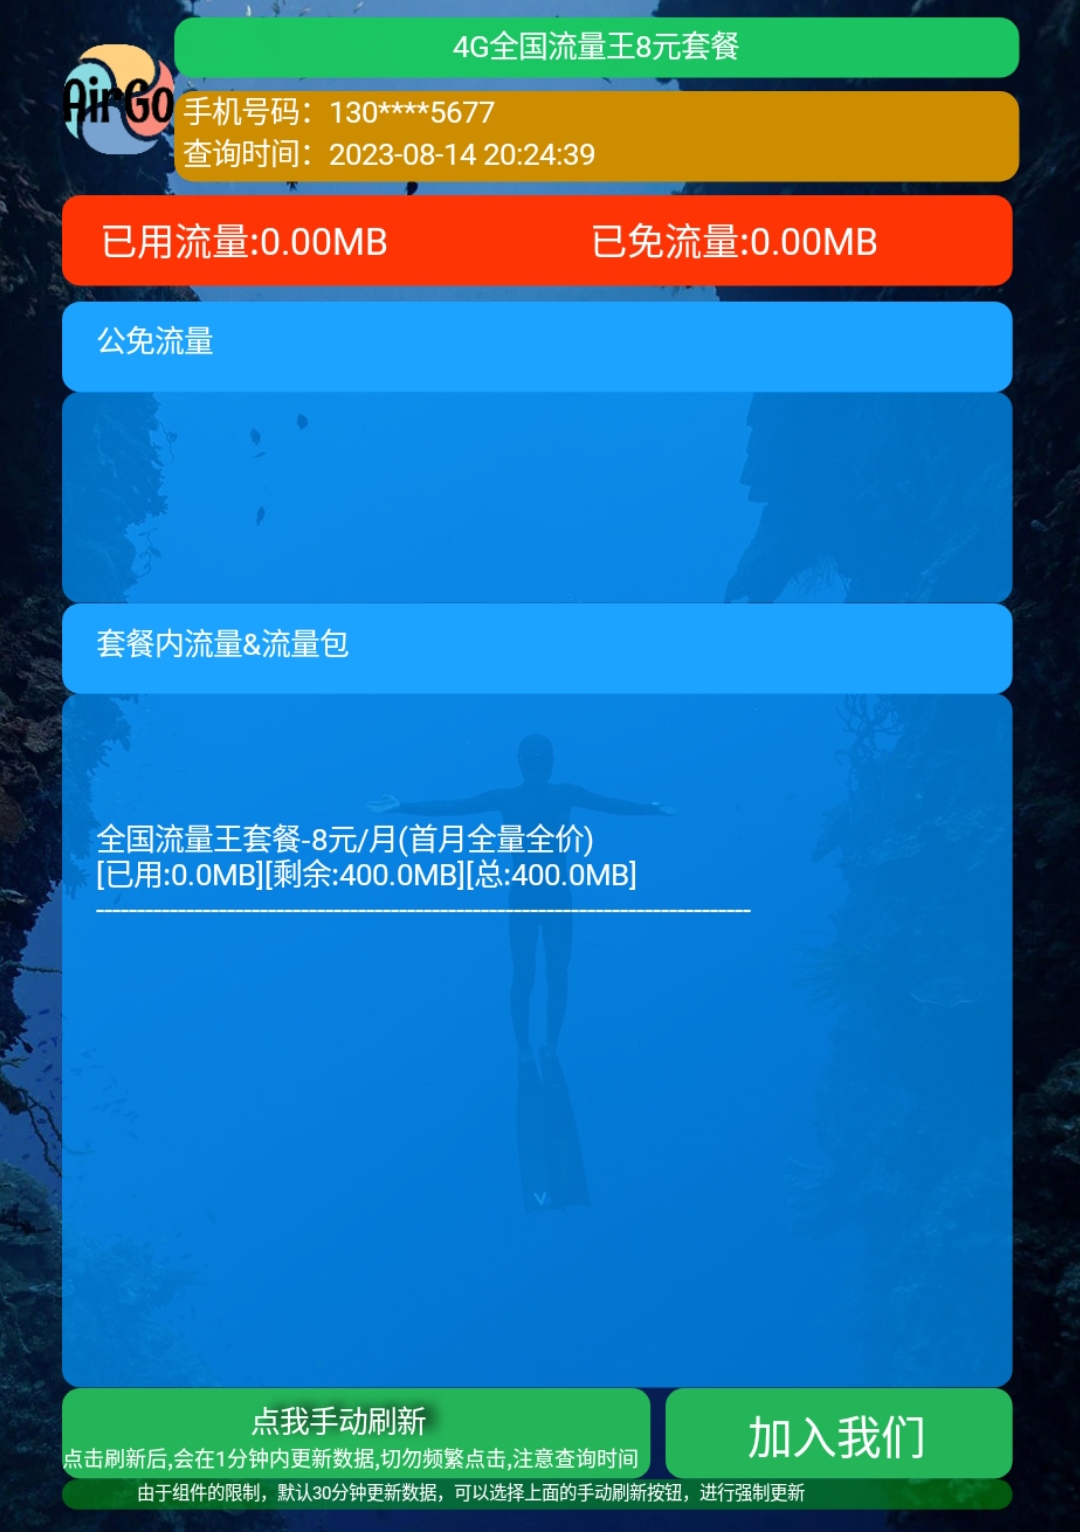 4G全国流量王8元套餐
AirGo
手机号码：130****5677
查询时间：2023-08-14 20:24:39
已用流量:0.00MB 已免流量:0.00MB
公免流量
套餐内流量&流量包
全国流量王套餐-8元/月(首月全量全价)
[已用:0.0MB][剩余:400.0MB][总:400.0MB]
点我手动刷新
点击刷新后,会在1分钟内更新数据,切勿频繁点击,注意查询时间
加入我们
由于组件的限制，默认30分钟更新数据，可以选择上面的手动刷新按钮，进行强制更新